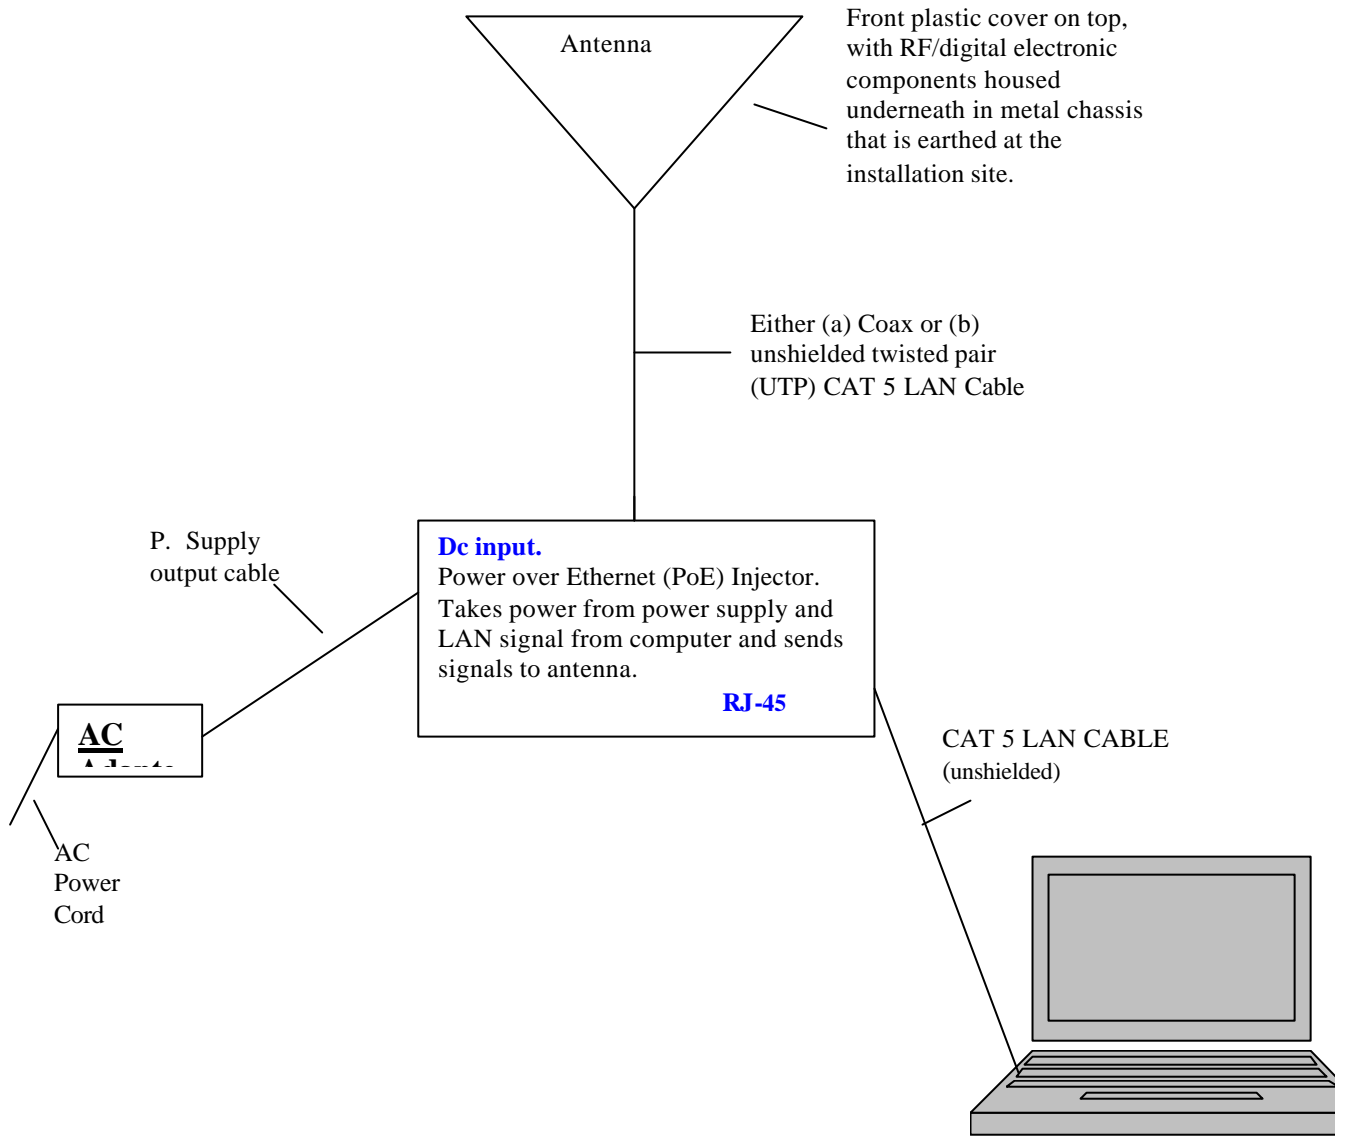 Antenna
Front plastic cover on top,
with RF/digital electronic
components housed
underneath in metal chassis
that is earthed at the
installation site.
Either (a) Coax or (b)
unshielded twisted pair
(UTP) CAT 5 LAN Cable
P. Supply
output cable
Dc input.
Power over Ethernet (PoE) Injector.
Takes power from power supply and
LAN signal from computer and sends
signals to antenna.
RJ-45
AC
CAT 5 LAN CABLE
(unshielded)
AC
Power
Cord